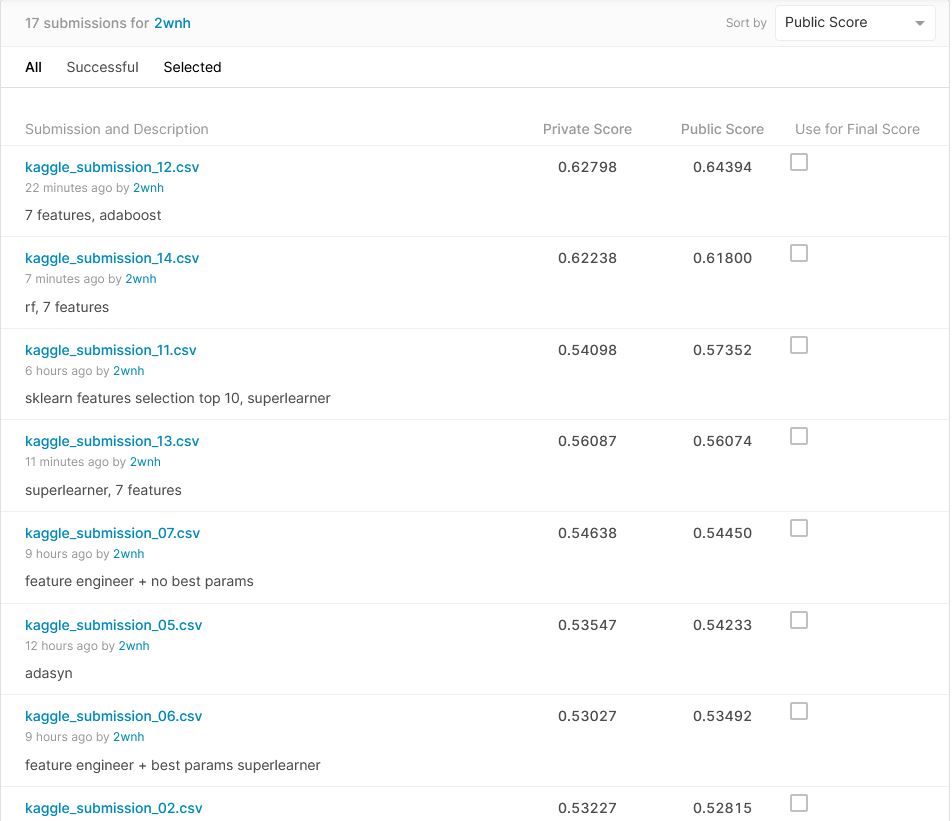 17 submissions for 2wnh
Sort by Public Score
All Successful Selected
Submission and Description Private Score Public Score Use for Final Score
kaggle_submission_12.csv 0.62798 0.64394
22 minutes ago by 2wnh
7 features, adaboost
kaggle_submission_14.csv 0.62238 0.61800
7 minutes ago by 2wnh
rf, 7 features
kaggle_submission_11.csv 0.54098 0.57352
6 hours ago by 2wnh
sklearn features selection top 10, superlearner
kaggle_submission_13.csv 0.56087 0.56074
11 minutes ago by 2wnh
superlearner, 7 features
kaggle_submission_07.csv 0.54638 0.54450
9 hours ago by 2wnh
feature engineer + no best params
kaggle_submission_05.csv 0.53547 0.54233
12 hours ago by 2wnh
adasyn
kaggle_submission_06.csv 0.53027 0.53492
9 hours ago by 2wnh
feature engineer + best params superlearner
kaggle_submission_02.csv 0.53227 0.52815